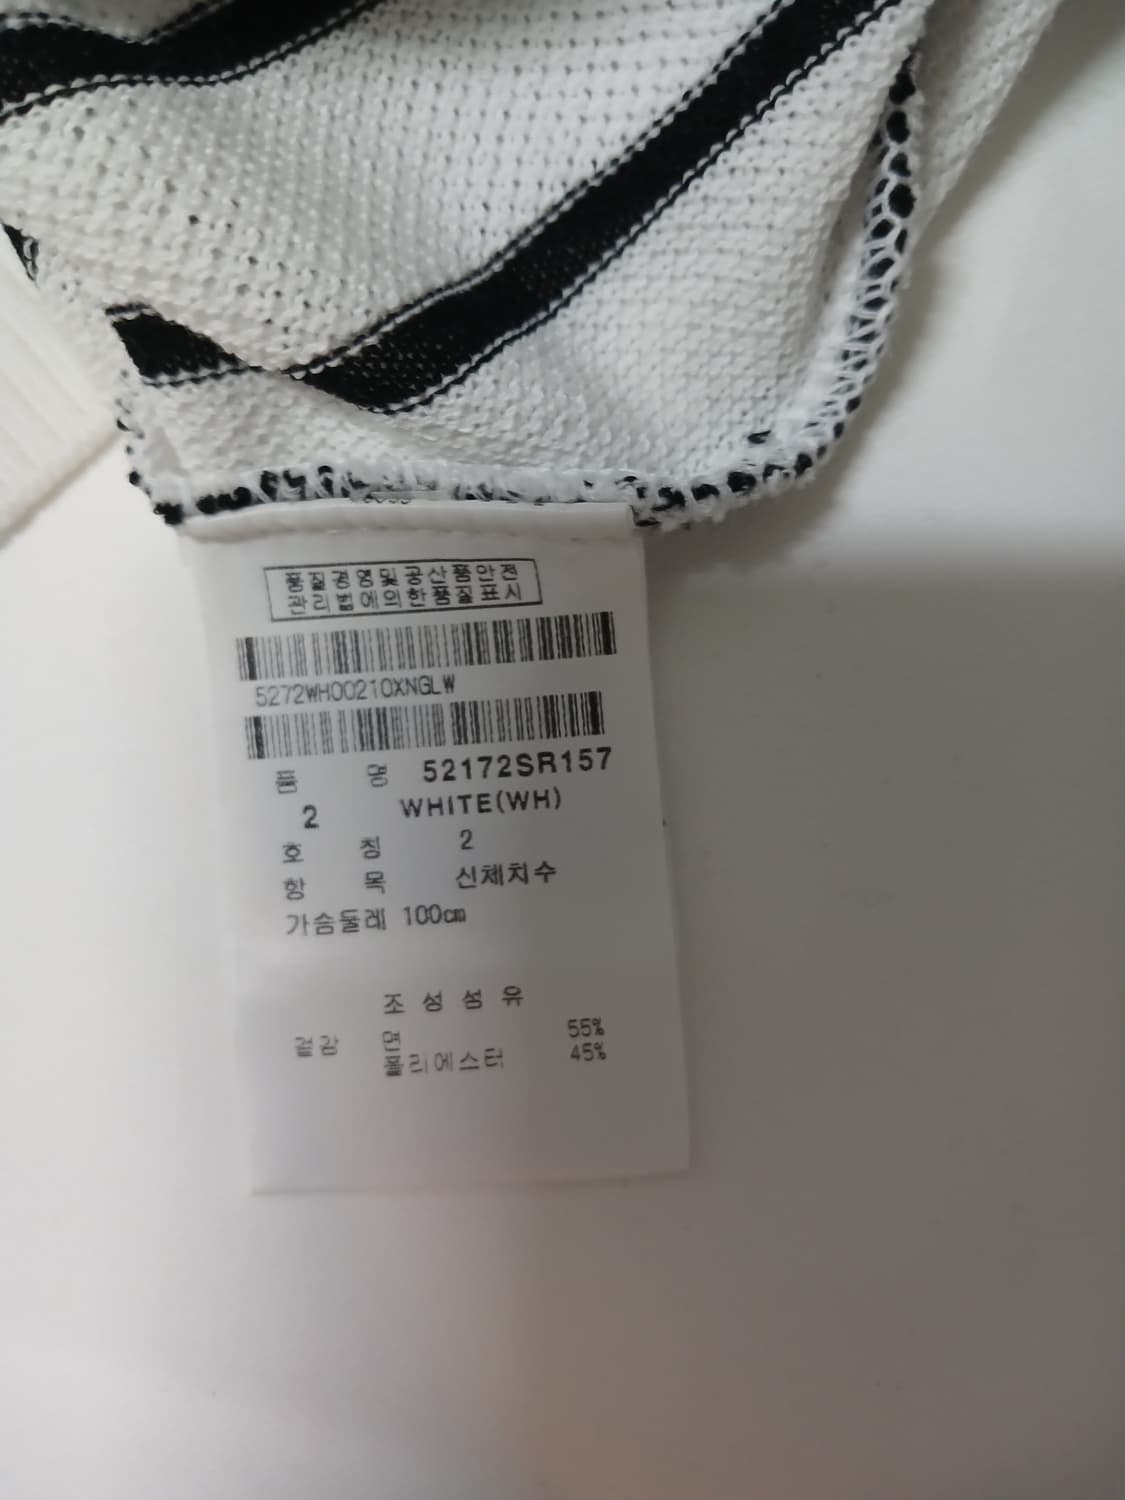 품질경영및공산품안전
관리법에의한품질표시
5272WH00210XNGLW
품 명 52172SR157
2 WHITE(WH)
호 칭 2
항 목 신체치수
가슴둘레 100cm
조성섬유
겉감 면 55%
폴리에스터 45%